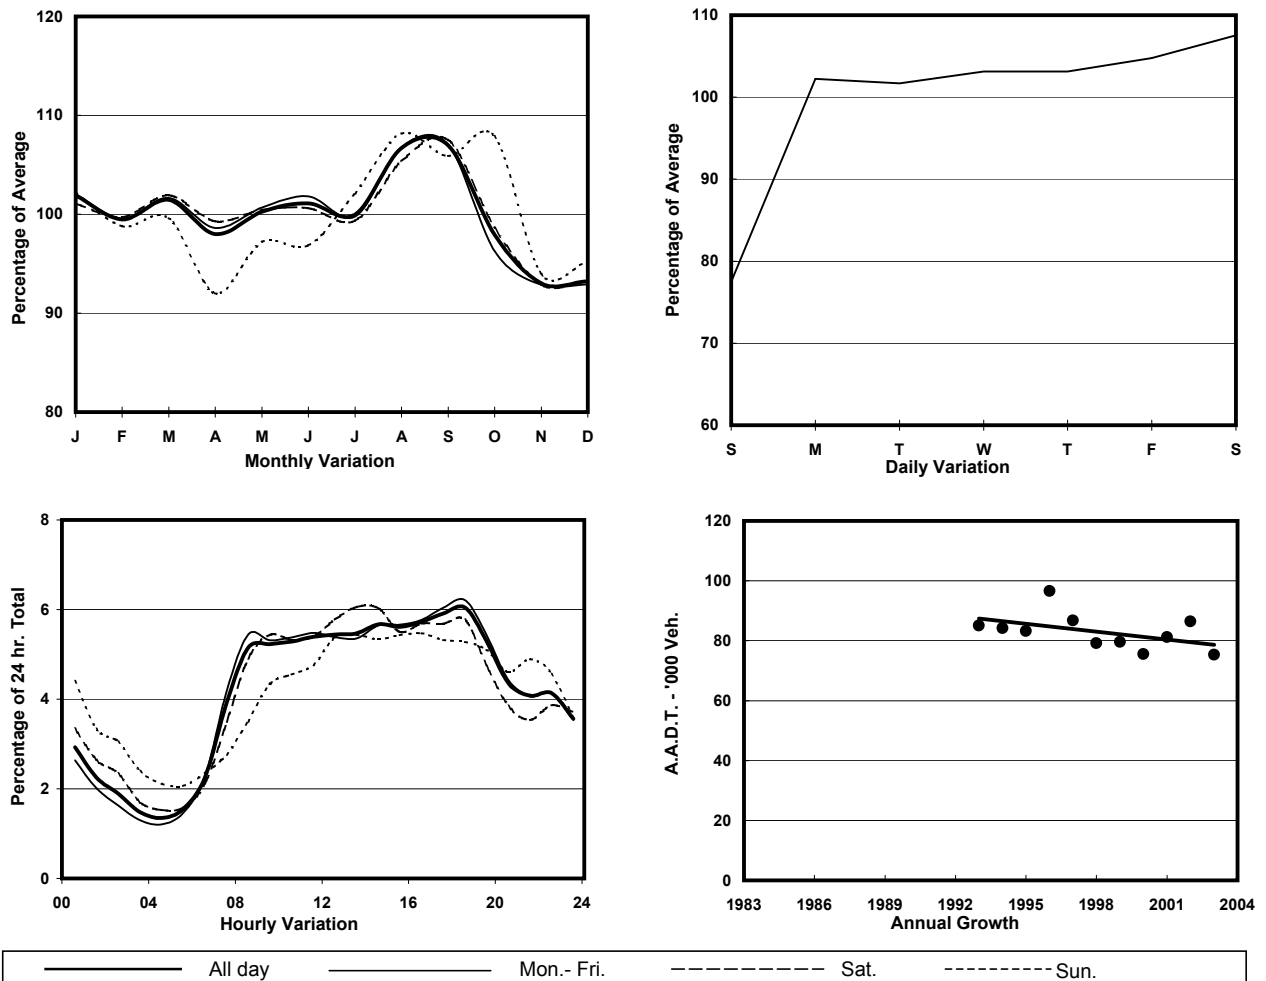 120
110
100
90
80
Percentage of Average
J F M A M J J A S O N D
Monthly Variation
110
100
90
80
70
60
Percentage of Average
S M T W T F S
Daily Variation
8
6
4
2
0
Percentage of 24 hr. Total
00 04 08 12 16 20 24
Hourly Variation
120
100
80
60
40
20
0
A.A.D.T. - '000 Veh.
1983 1986 1989 1992 1995 1998 2001 2004
Annual Growth
All day Mon.- Fri. Sat. Sun.